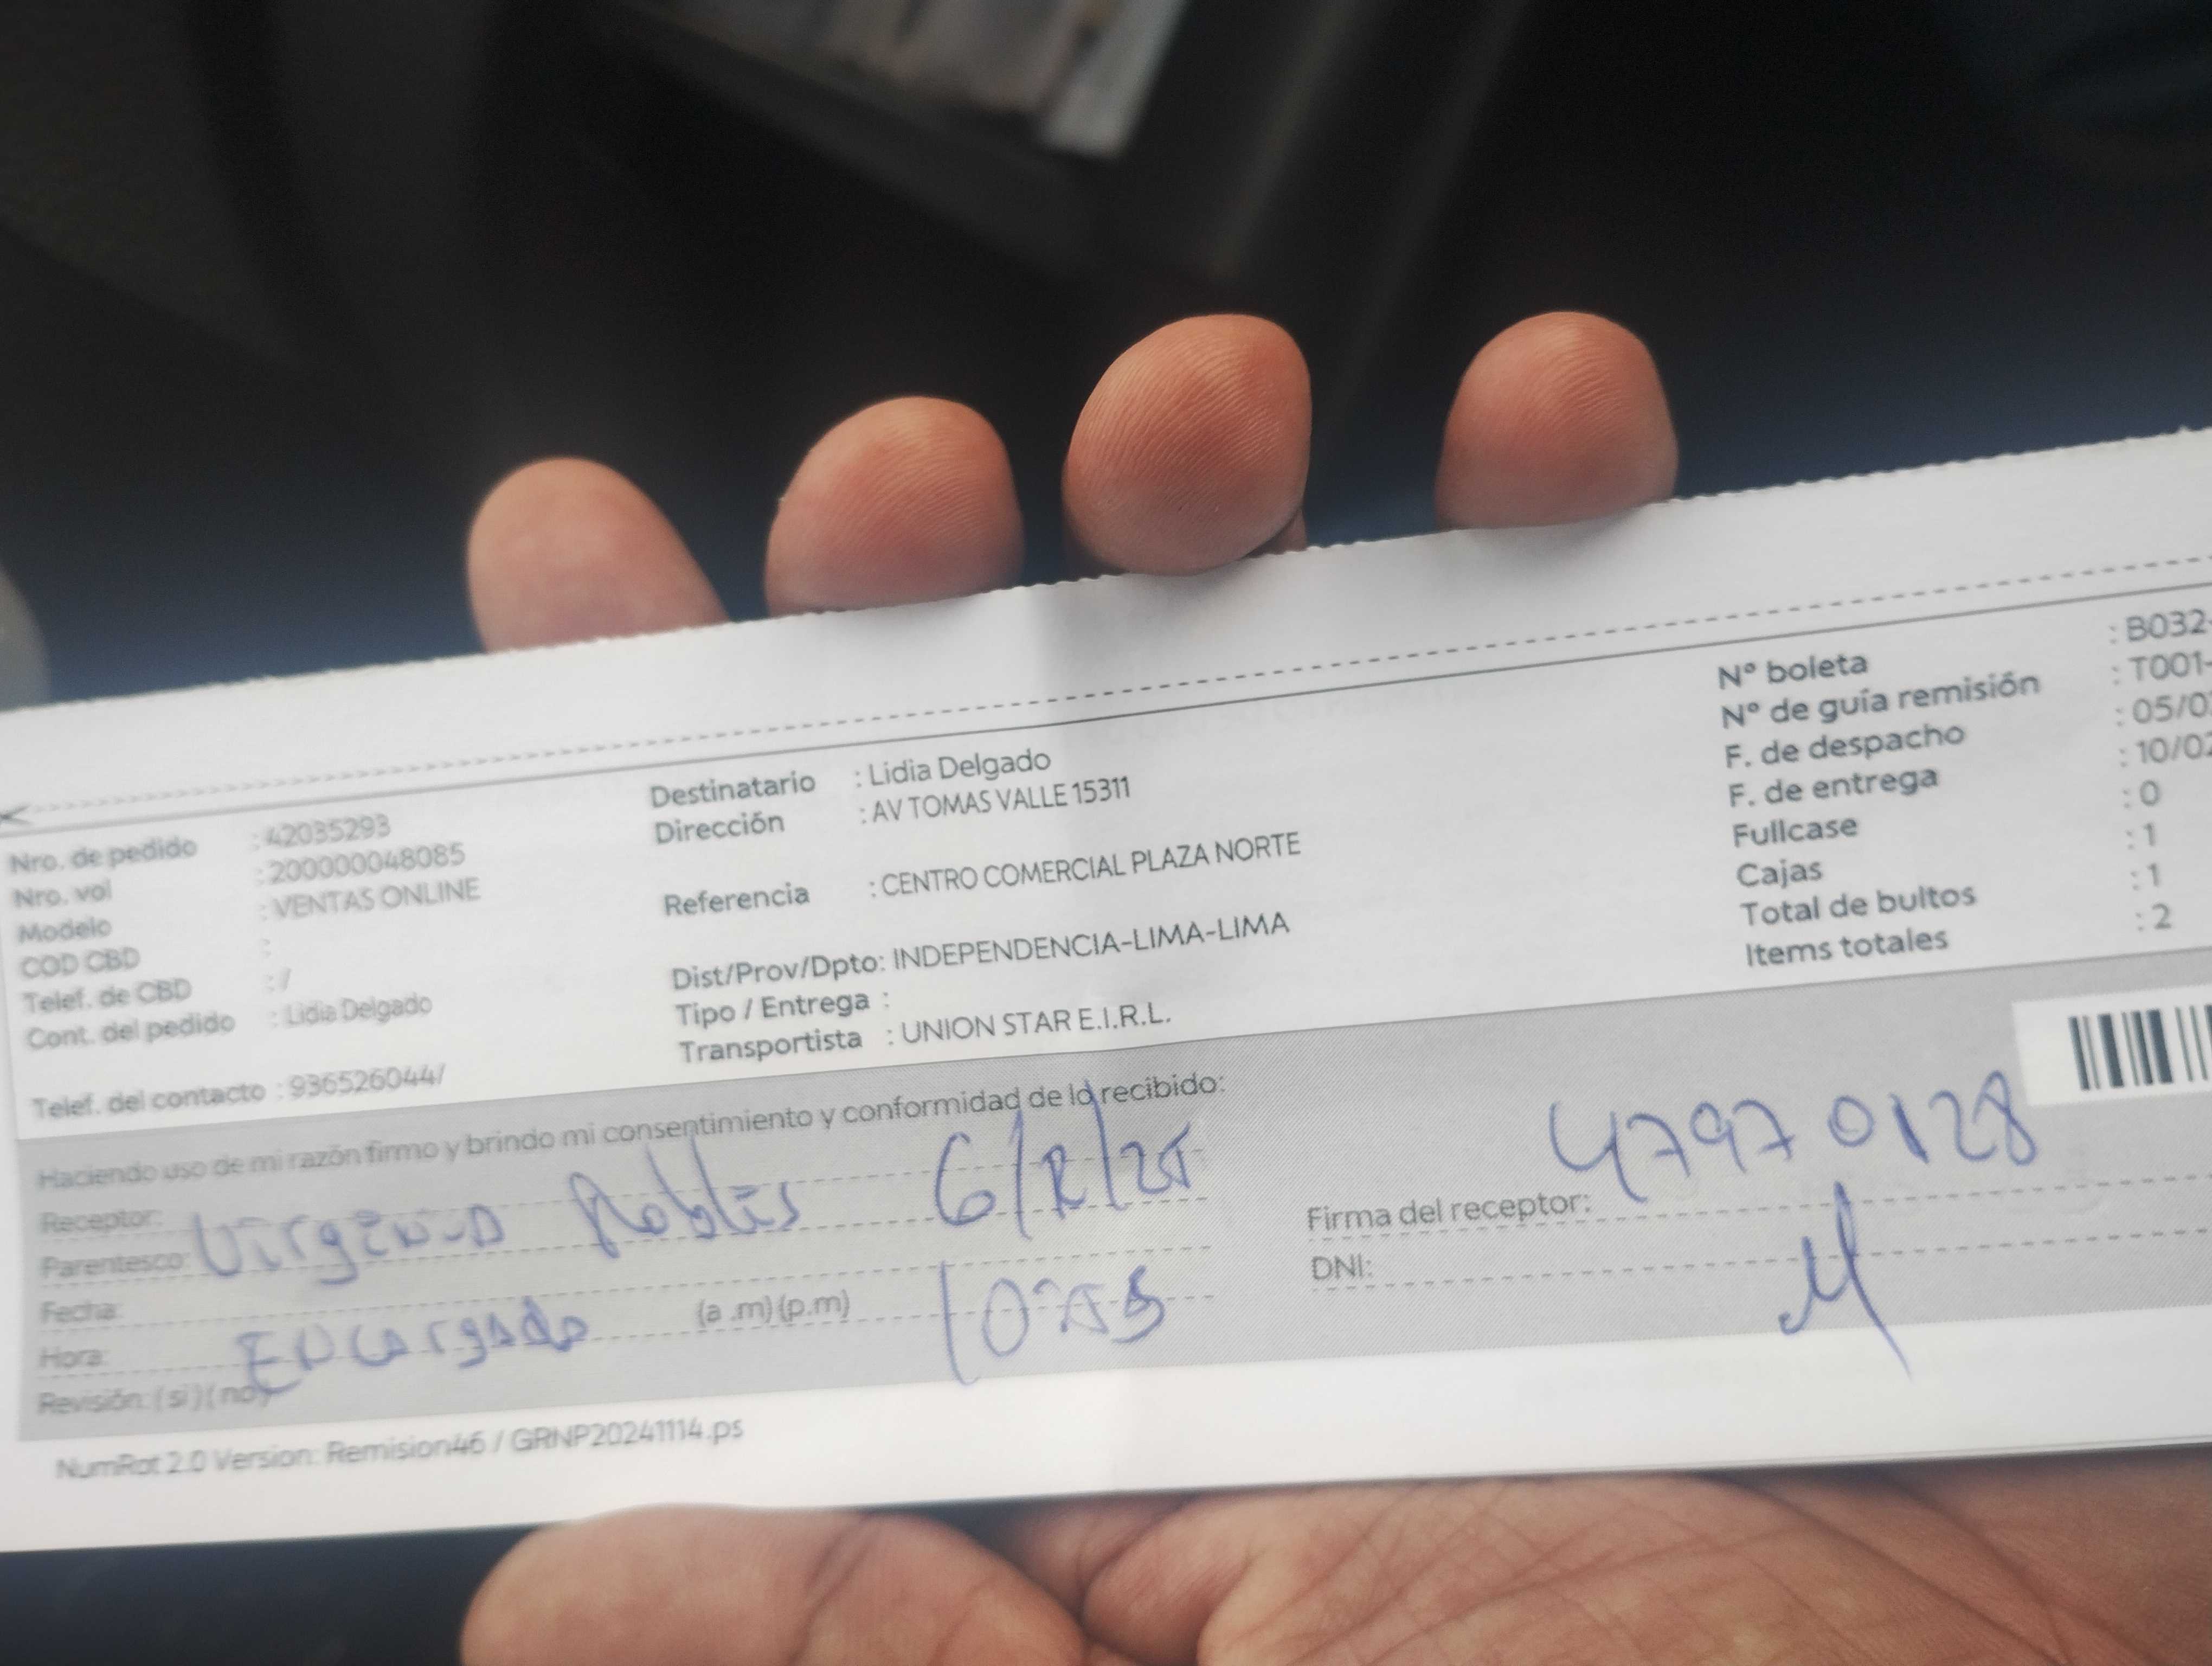 Nro. de pedido : 42035293
Nro. vol : 200000048085
Modelo : VENTAS ONLINE
COD CBD :
Telef. de CBD : /
Cont. del pedido : Lidia Delgado
Telef. del contacto : 936526044/
Destinatario : Lidia Delgado
Dirección : AV TOMAS VALLE 15311
Referencia : CENTRO COMERCIAL PLAZA NORTE
Dist/Prov/Dpto: INDEPENDENCIA-LIMA-LIMA
Tipo / Entrega :
Transportista : UNION STAR E.I.R.L.
Nº boleta : B032-
Nº de guía remisión : T001-
F. de despacho : 05/0
F. de entrega : 10/02
Fullcase : 0
Cajas : 1
Total de bultos : 1
Items totales : 2
Haciendo uso de mi razón firmo y brindo mi consentimiento y conformidad de lo recibido:
Receptor:
Parentesco: Robles
Fecha:
Hora: Encargado (a .m) (p.m)
Revisión: ( si ) ( no )
47970128
Firma del receptor:
DNI:
NumRot 2.0 Version: Remision46 / GRNP20241114.ps